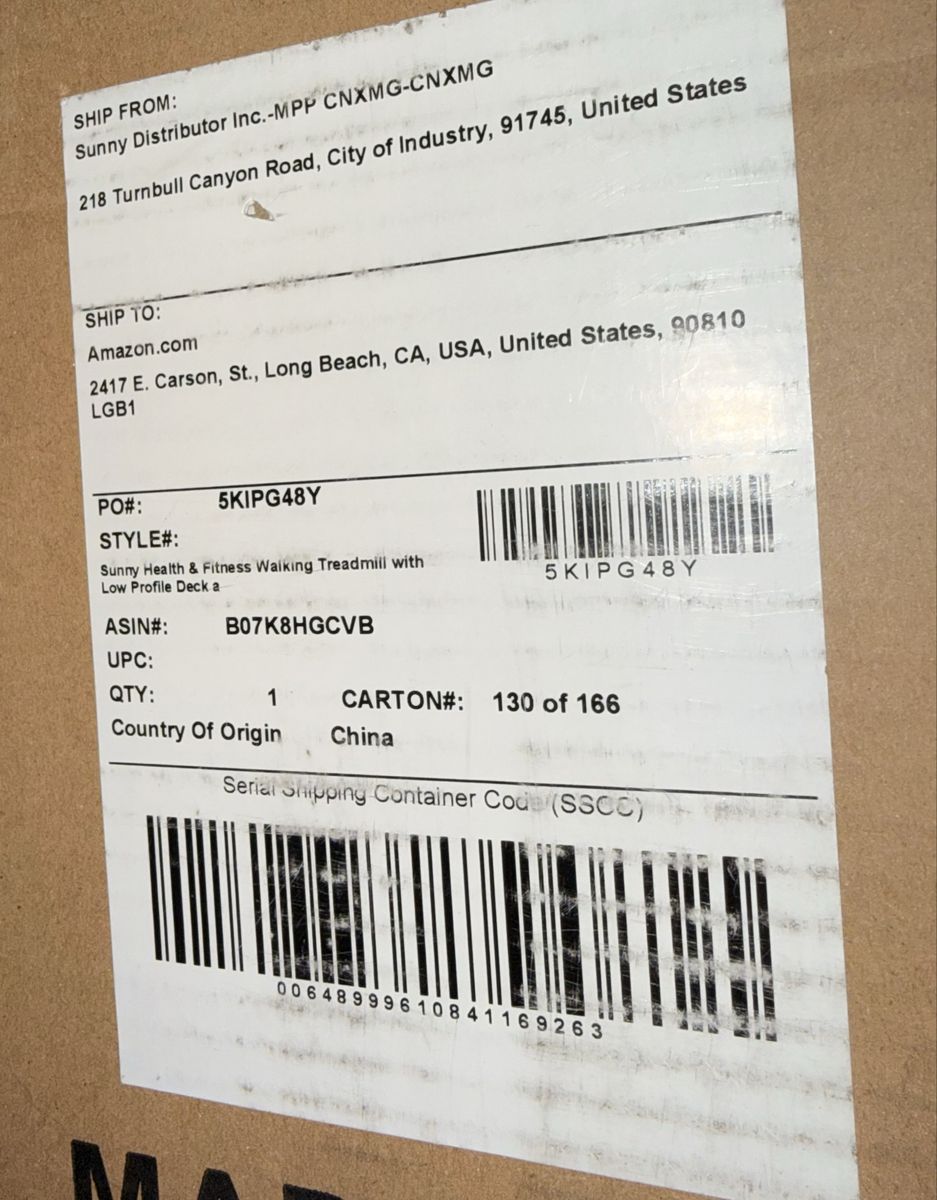 SHIP FROM:
Sunny Distributor Inc.-MPP CNXMG-CNXMG
218 Turnbull Canyon Road, City of Industry, 91745, United States
SHIP TO:
Amazon.com
2417 E. Carson, St., Long Beach, CA, USA, United States, 90810
LGB1
PO#: 5KIPG48Y
STYLE#:
Sunny Health & Fitness Walking Treadmill with
Low Profile Deck a
5KIPG48Y
ASIN#: B07K8HGCVB
UPC:
QTY: 1 CARTON#: 130 of 166
Country Of Origin China
Serial Shipping Container Code (SSCC)
00648999610841169263